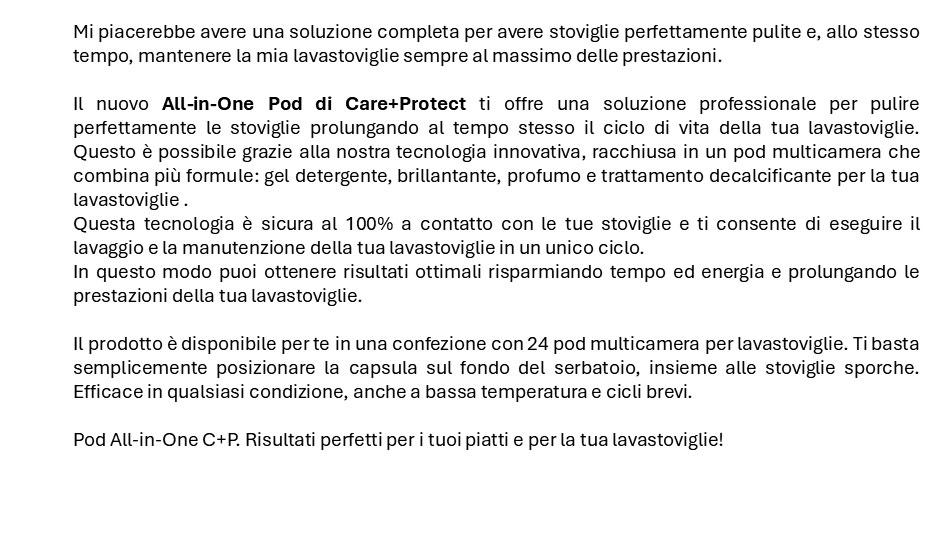 Mi piacerebbe avere una soluzione completa per avere stoviglie perfettamente pulite e, allo stesso
tempo, mantenere la mia lavastoviglie sempre al massimo delle prestazioni.
Il nuovo All-in-One Pod di Care+Protect ti offre una soluzione professionale per pulire
perfettamente le stoviglie prolungando al tempo stesso il ciclo di vita della tua lavastoviglie.
Questo è possibile grazie alla nostra tecnologia innovativa, racchiusa in un pod multicamera che
combina più formule: gel detergente, brillantante, profumo e trattamento decalcificante per la tua
lavastoviglie .
Questa tecnologia è sicura al 100% a contatto con le tue stoviglie e ti consente di eseguire il
lavaggio e la manutenzione della tua lavastoviglie in un unico ciclo.
In questo modo puoi ottenere risultati ottimali risparmiando tempo ed energia e prolungando le
prestazioni della tua lavastoviglie.
Il prodotto è disponibile per te in una confezione con 24 pod multicamera per lavastoviglie. Ti basta
semplicemente posizionare la capsula sul fondo del serbatoio, insieme alle stoviglie sporche.
Efficace in qualsiasi condizione, anche a bassa temperatura e cicli brevi.
Pod All-in-One C+P. Risultati perfetti per i tuoi piatti e per la tua lavastoviglie!